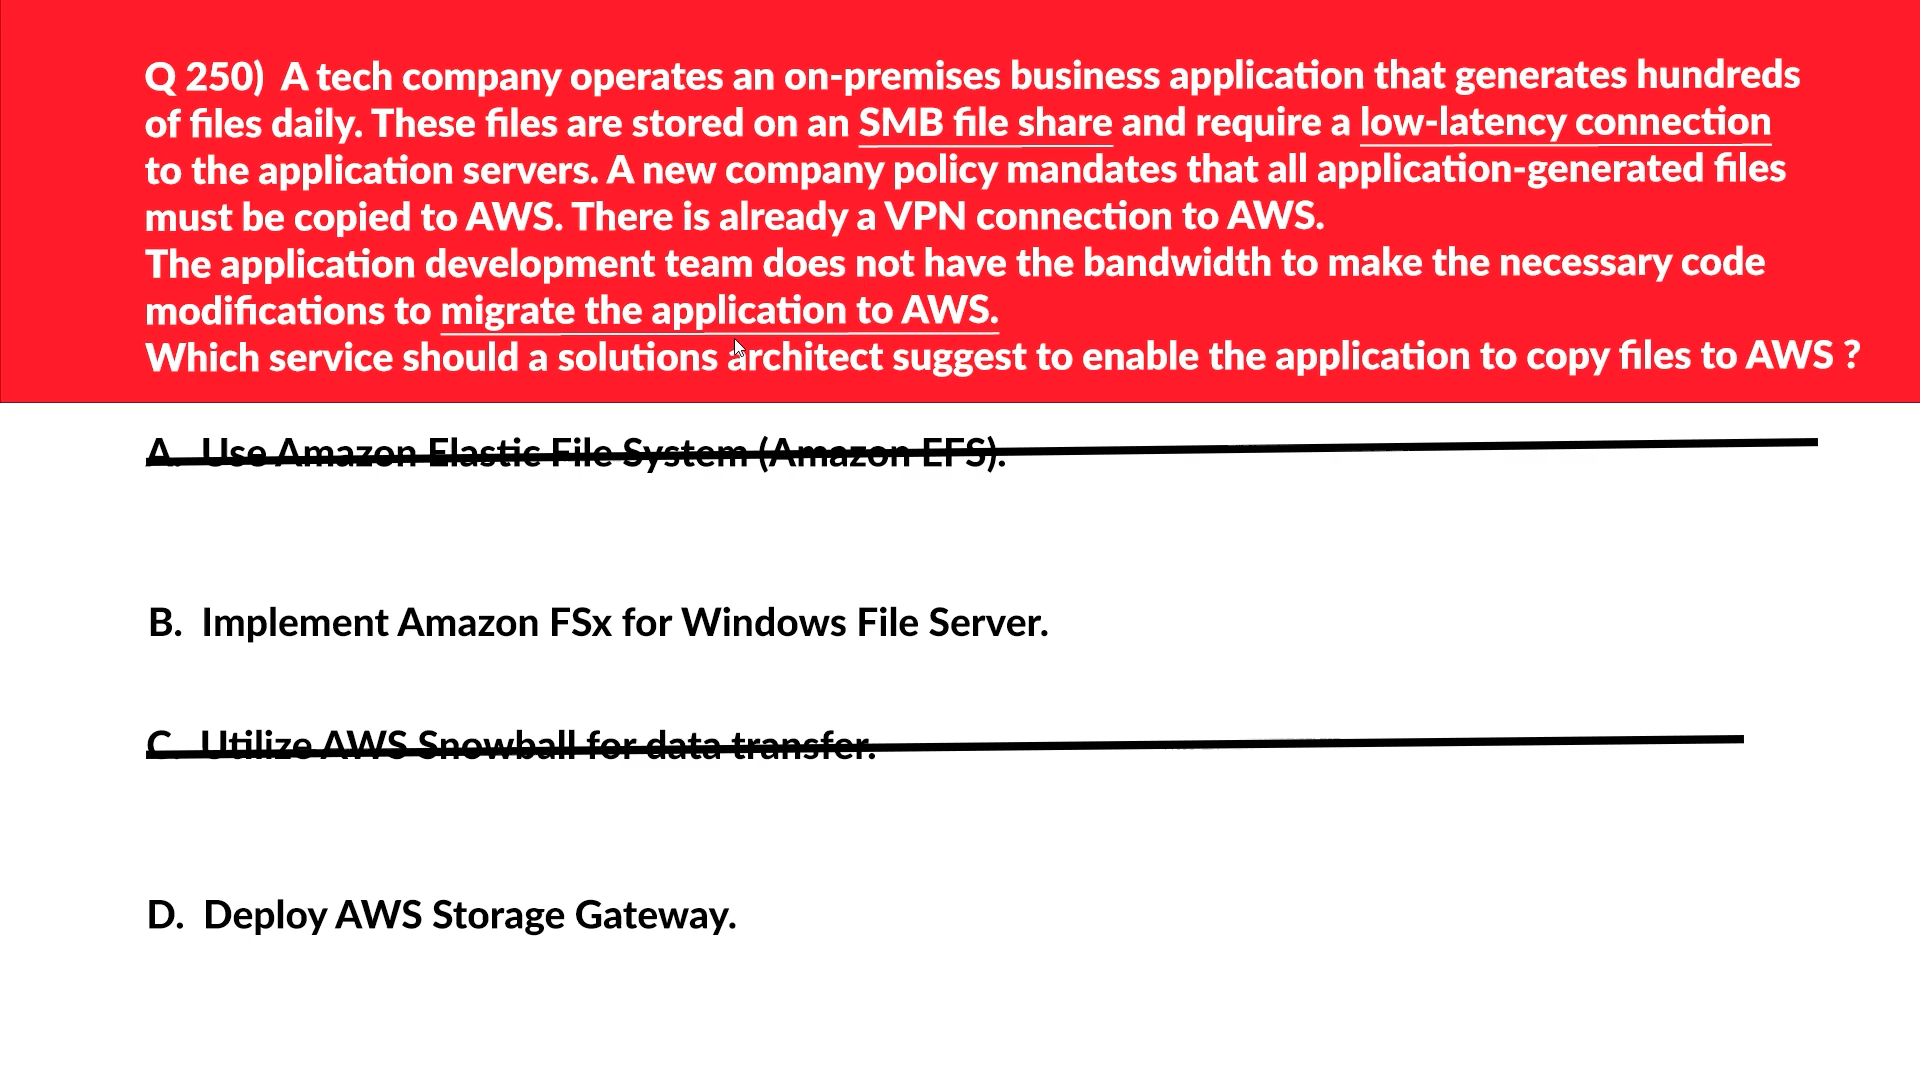 Q 250)  A tech company operates an on-premises business application that generates hundreds
of files daily. These files are stored on an SMB file share and require a low-latency connection
to the application servers. A new company policy mandates that all application-generated files
must be copied to AWS. There is already a VPN connection to AWS.
The application development team does not have the bandwidth to make the necessary code
modifications to migrate the application to AWS.
Which service should a solutions architect suggest to enable the application to copy files to AWS ?
A.  Use Amazon Elastic File System (Amazon EFS).
B.  Implement Amazon FSx for Windows File Server.
C.  Utilize AWS Snowball for data transfer.
D.  Deploy AWS Storage Gateway.